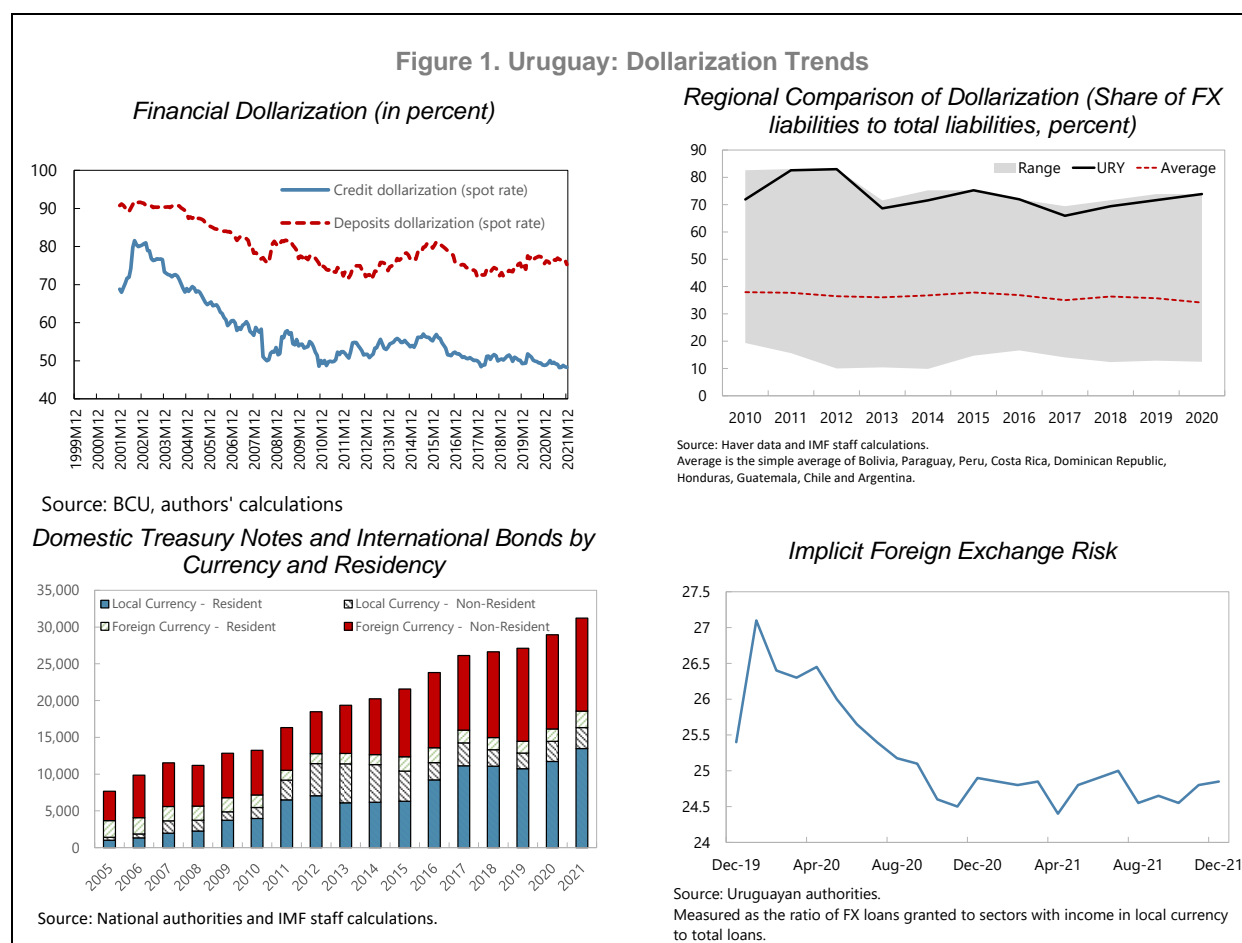 Figure 1. Uruguay: Dollarization Trends
Financial Dollarization (in percent)
100
90
80
70
60
50
40
Credit dollarization (spot rate)
Deposits dollarization (spot rate)
1999M12
2000M12
2001M12
2002M12
2003M12
2004M12
2005M12
2006M12
2007M12
2008M12
2009M12
2010M12
2011M12
2012M12
2013M12
2014M12
2015M12
2016M12
2017M12
2018M12
2019M12
2020M12
2021M12
Source: BCU, authors' calculations
Regional Comparison of Dollarization (Share of FX
liabilities to total liabilities, percent)
90
80
70
60
50
40
30
20
10
0
Range URY Average
2010 2011 2012 2013 2014 2015 2016 2017 2018 2019 2020
Source: Haver data and IMF staff calculations.
Average is the simple average of Bolivia, Paraguay, Peru, Costa Rica, Dominican Republic,
Honduras, Guatemala, Chile and Argentina.
Domestic Treasury Notes and International Bonds by
Currency and Residency
35,000
30,000
25,000
20,000
15,000
10,000
5,000
0
Local Currency - Resident Local Currency - Non-Resident
Foreign Currency - Resident Foreign Currency - Non-Resident
2005 2006 2007 2008 2009 2010 2011 2012 2013 2014 2015 2016 2017 2018 2019 2020 2021
Source: National authorities and IMF staff calculations.
Implicit Foreign Exchange Risk
27.5
27
26.5
26
25.5
25
24.5
24
Dec-19 Apr-20 Aug-20 Dec-20 Apr-21 Aug-21 Dec-21
Source: Uruguayan authorities.
Measured as the ratio of FX loans granted to sectors with income in local currency
to total loans.